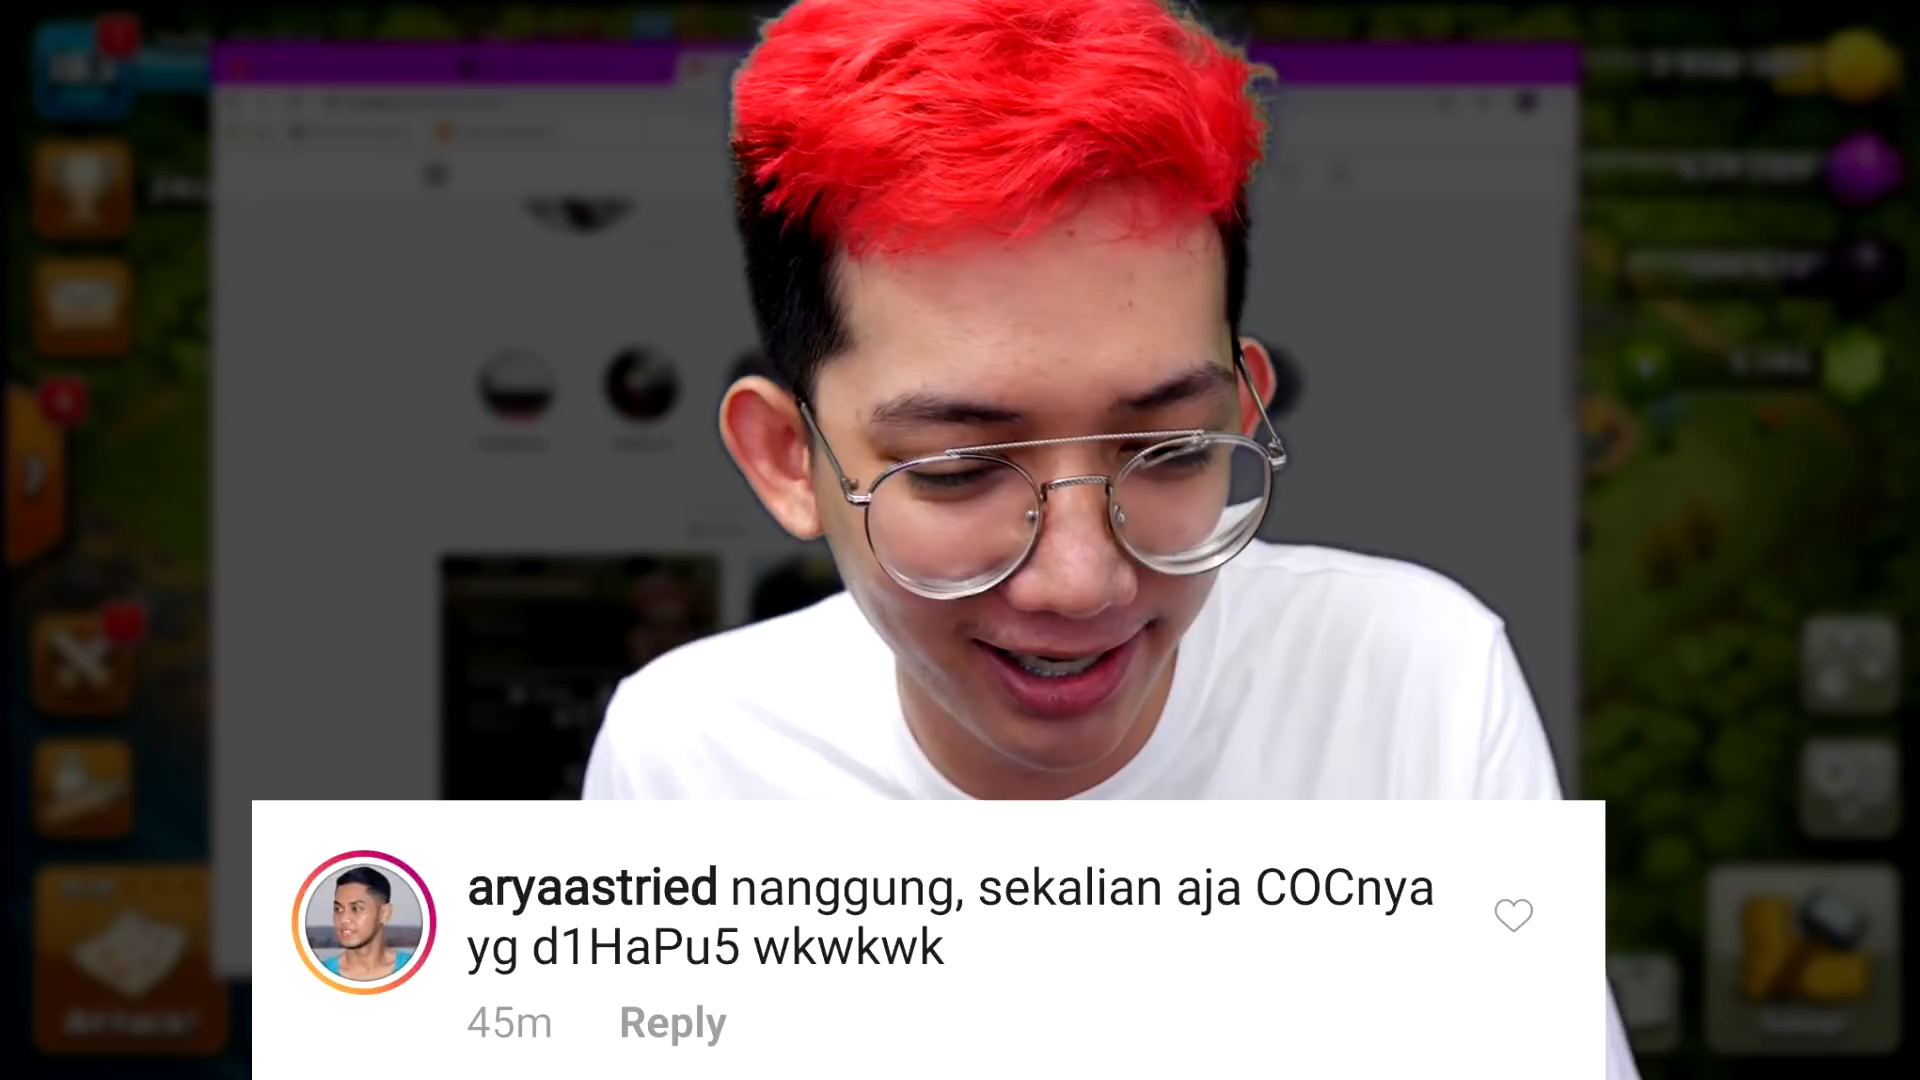 aryaastried nanggung, sekalian aja COCnya
yg d1HaPu5 wkwkwk
45m Reply